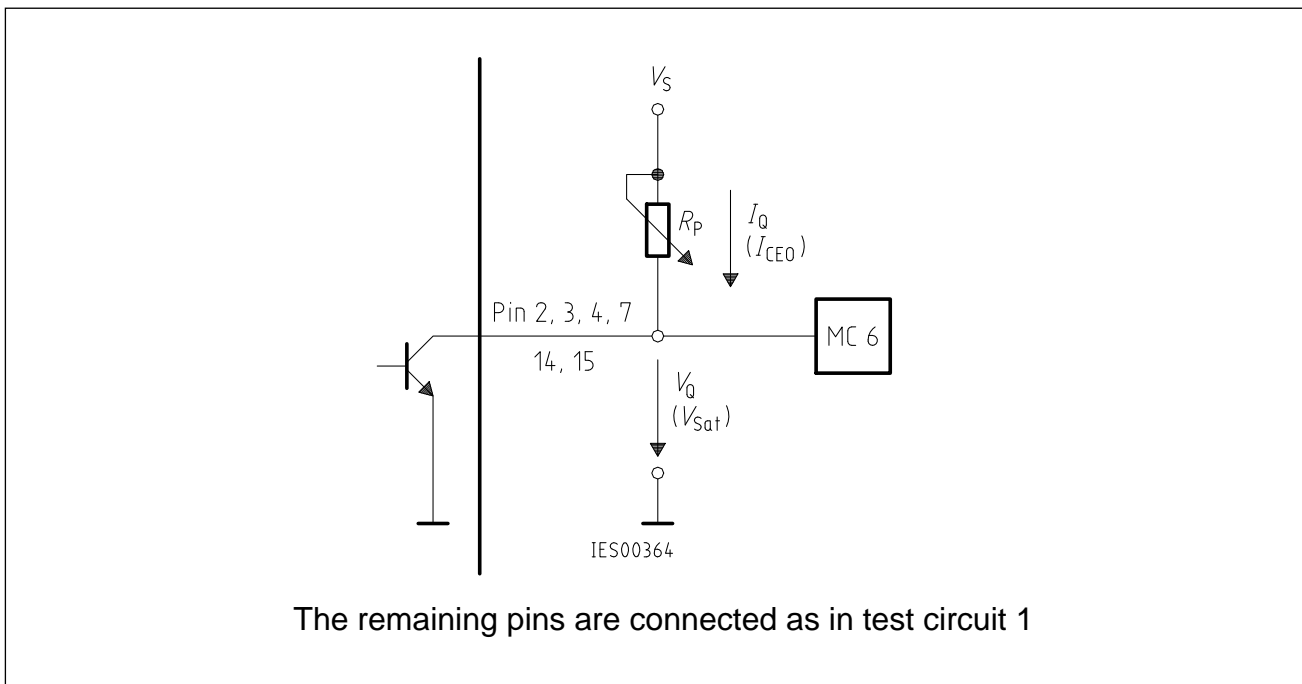 V_S
R_P
I_Q
(I_CEO)
Pin 2, 3, 4, 7
14, 15
MC 6
V_Q
(V_Sat)
IES00364
The remaining pins are connected as in test circuit 1